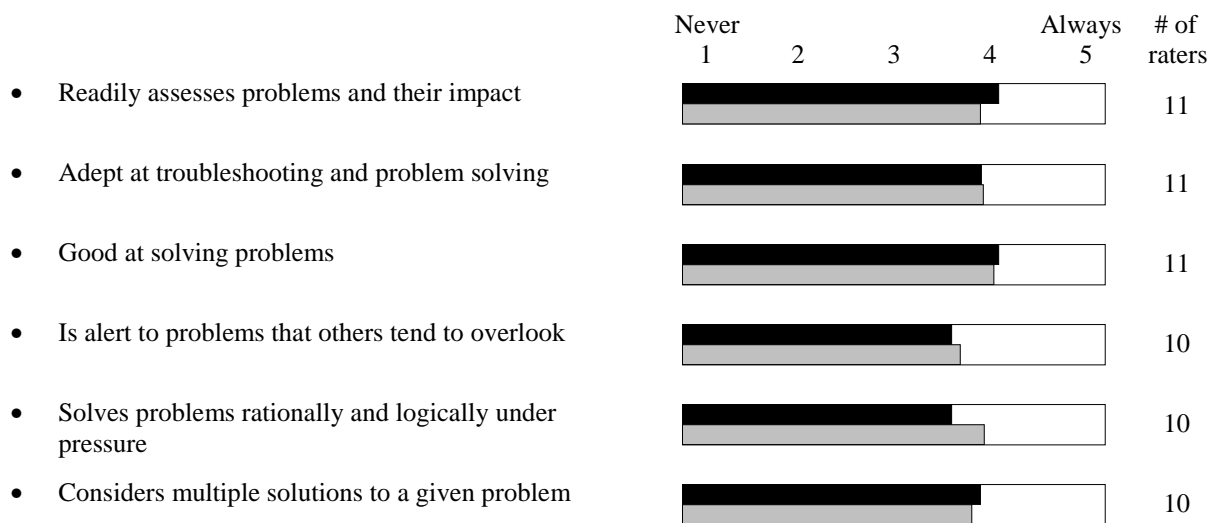 Never Always # of
1 2 3 4 5 raters
• Readily assesses problems and their impact 11
• Adept at troubleshooting and problem solving 11
• Good at solving problems 11
• Is alert to problems that others tend to overlook 10
• Solves problems rationally and logically under
pressure 10
• Considers multiple solutions to a given problem 10